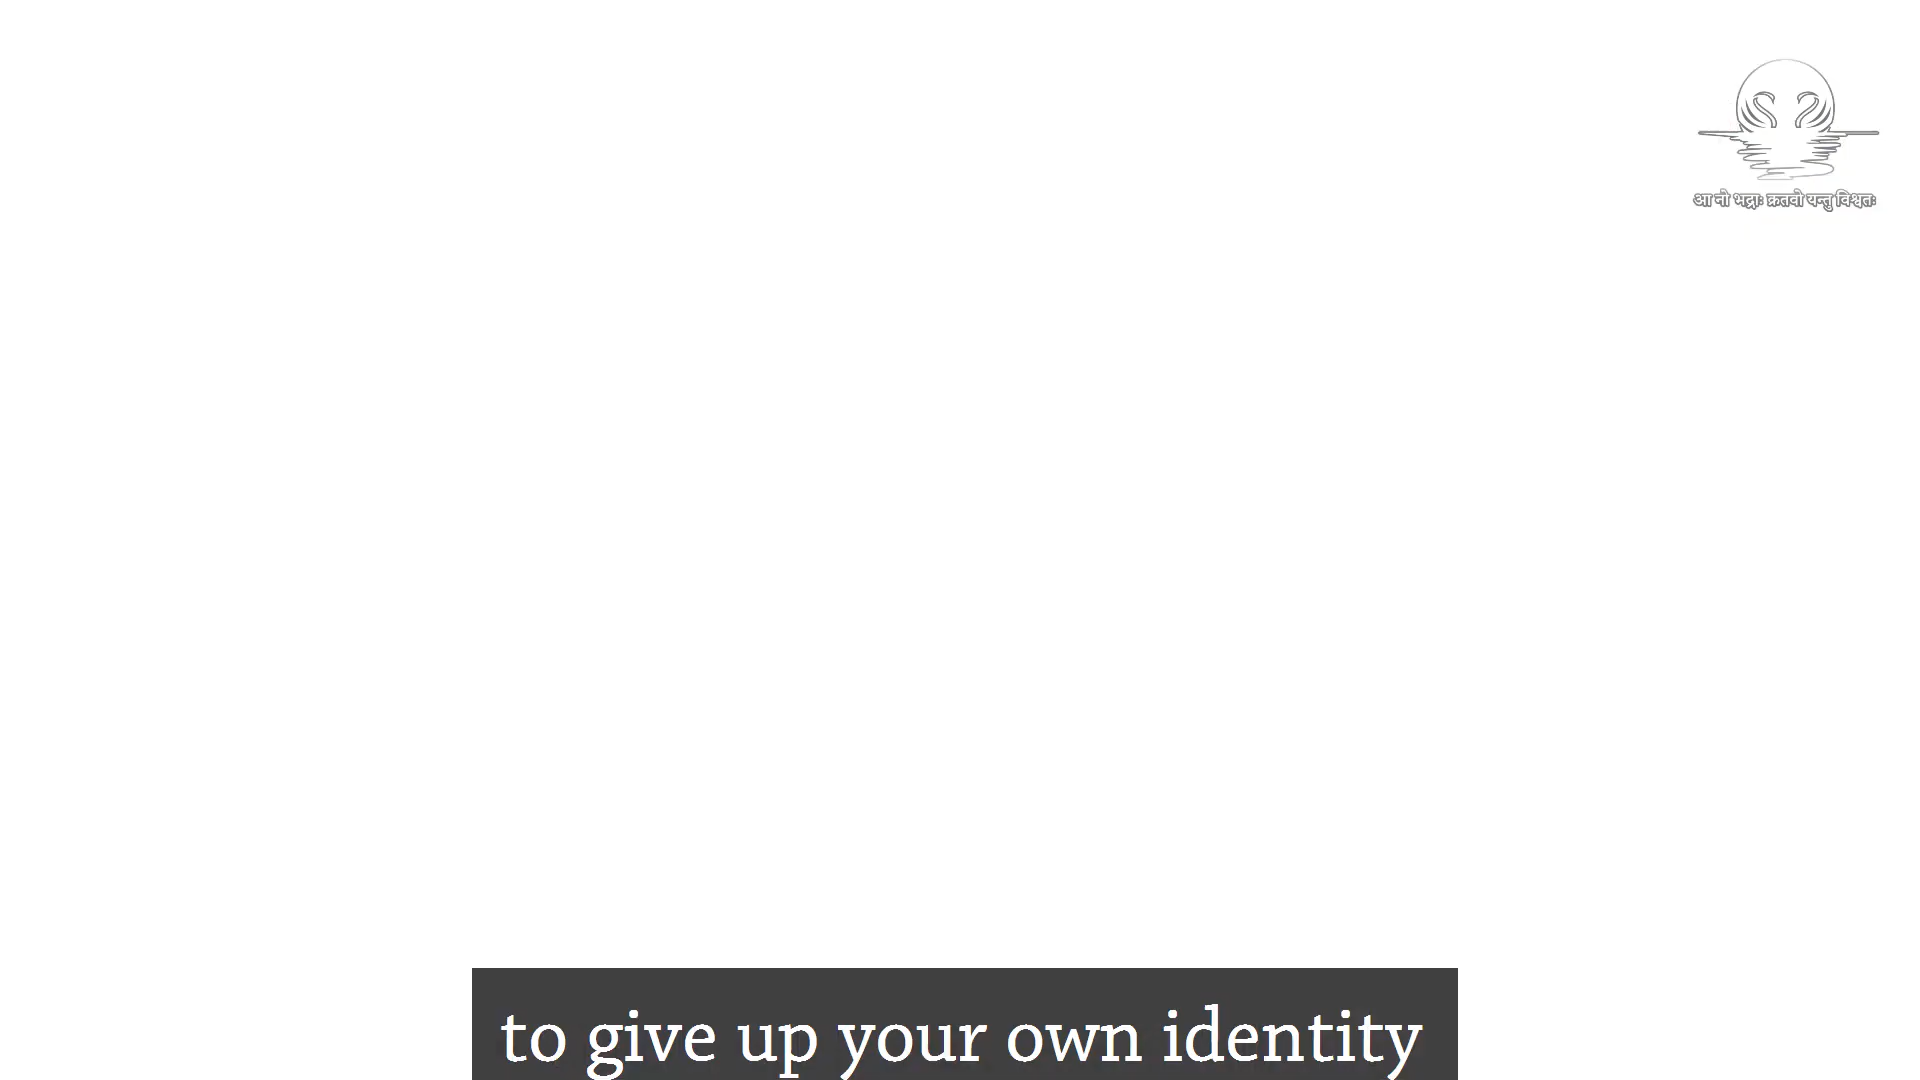 आ नो भद्राः क्रतवो यन्तु विश्वतः
to give up your own identity